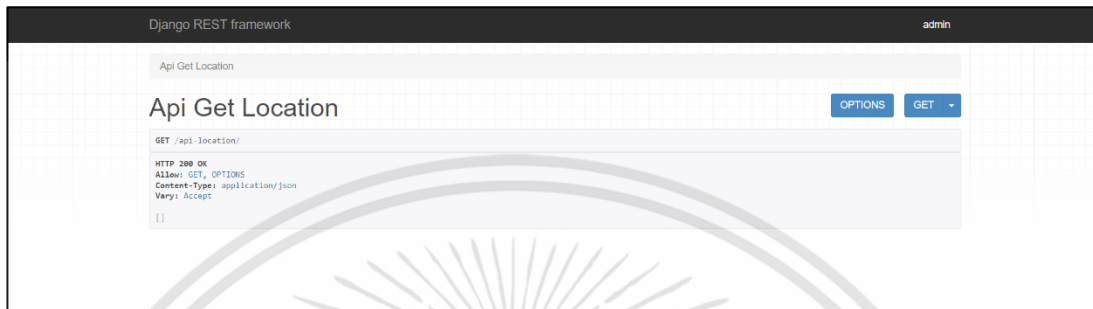 Django REST framework admin
Api Get Location
Api Get Location OPTIONS GET
GET /api-location/
HTTP 200 OK
Allow: GET, OPTIONS
Content-Type: application/json
Vary: Accept
[]